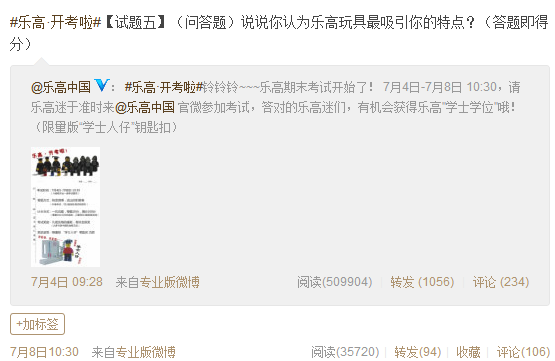 #乐高·开考啦#【试题五】（问答题）说说你认为乐高玩具最吸引你的特点？（答题即得
分）
@乐高中国 ： #乐高·开考啦#铃铃铃~~~乐高期末考试开始了！ 7月4日-7月8日 10:30，请
乐高迷于准时来@乐高中国 官微参加考试，答对的乐高迷们，有机会获得乐高“学士学位”哦！
（限量版“学士人仔”钥匙扣）
乐高·开考啦！
7月4日 09:28 来自专业版微博 阅读(509904) 转发 (1056) 评论 (234)
+加标签
7月8日10:30 来自专业版微博 阅读(35720) 转发(94) 收藏 评论(106)